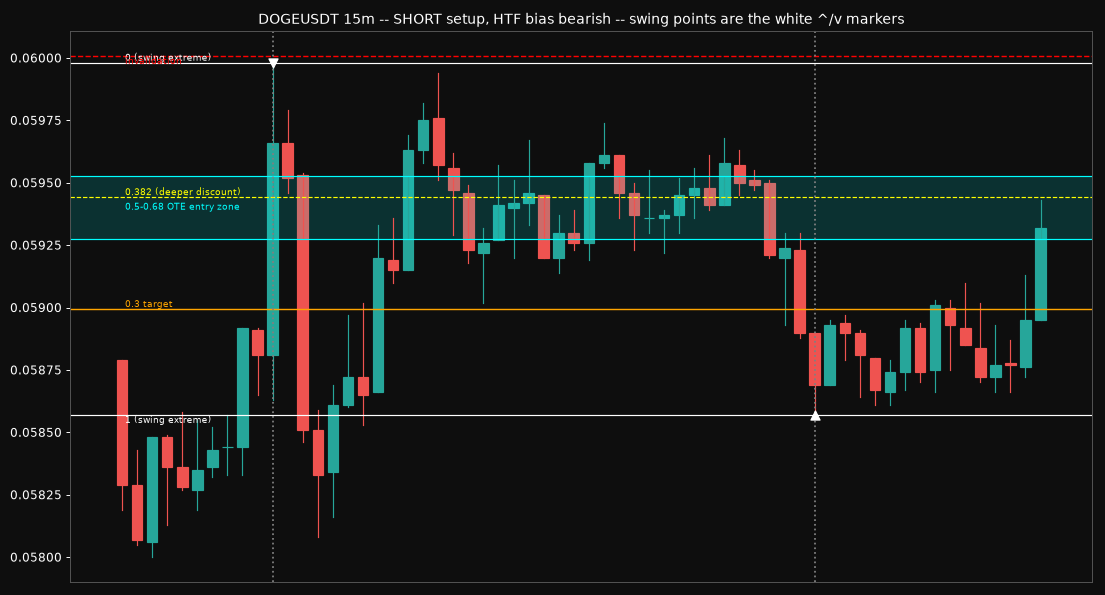 DOGEUSDT 15m -- SHORT setup, HTF bias bearish -- swing points are the white ^/v markers
0.06000
0 (swing extreme)
0.05975
0.05950
0.382 (deeper discount)
0.5-0.68 OTE entry zone
0.05925
0.05900
0.3 target
0.05875
1 (swing extreme)
0.05850
0.05825
0.05800